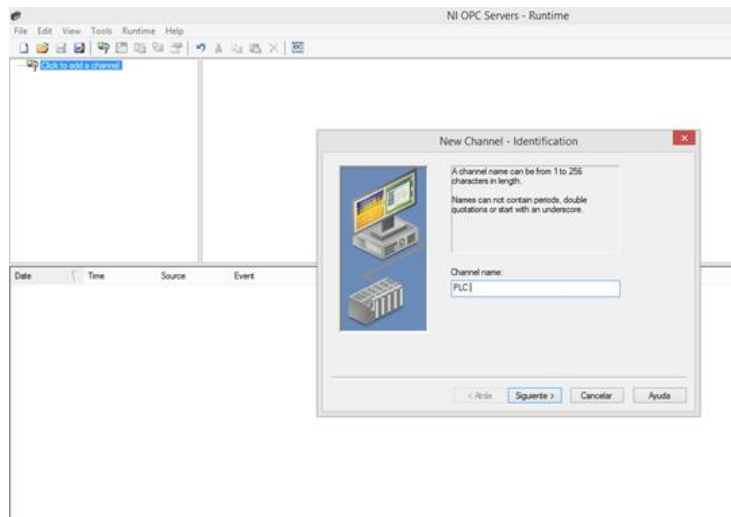 NI OPC Servers - Runtime
File Edit View Tools Runtime Help
Click to add a channel.
New Channel - Identification
A channel name can be from 1 to 256
characters in length.
Names can not contain periods, double
quotations or start with an underscore.
Date Time Source Event
Channel name:
PLC
< Atrás Siguiente > Cancelar Ayuda